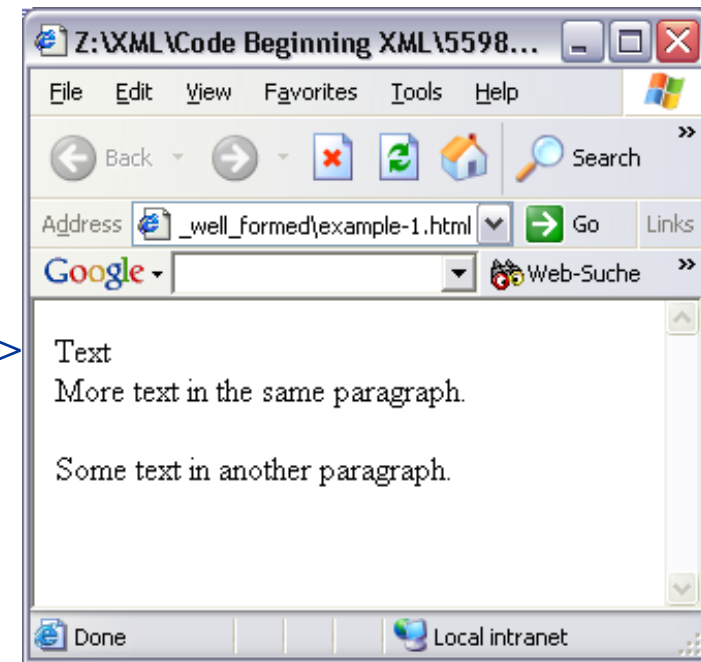 Z:\XML\Code Beginning XML\5598...
File Edit View Favorites Tools Help
Back Search »
Address _well_formed\example-1.html Go Links
Google Web-Suche »
>
Text
More text in the same paragraph.
Some text in another paragraph.
Done Local intranet